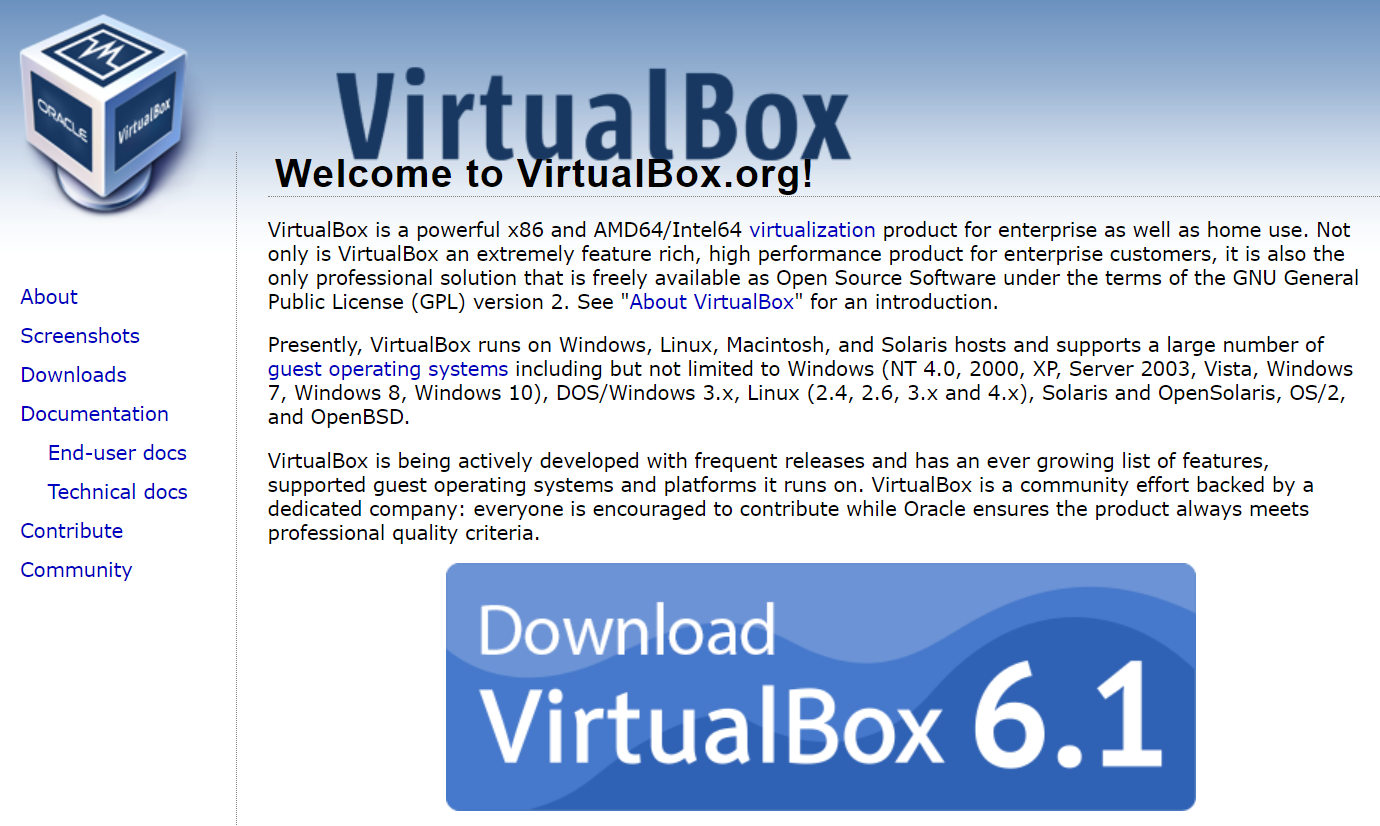 ORACLE
VirtualBox
VirtualBox
Welcome to VirtualBox.org!
About
Screenshots
Downloads
Documentation
End-user docs
Technical docs
Contribute
Community
VirtualBox is a powerful x86 and AMD64/Intel64 virtualization product for enterprise as well as home use. Not
only is VirtualBox an extremely feature rich, high performance product for enterprise customers, it is also the
only professional solution that is freely available as Open Source Software under the terms of the GNU General
Public License (GPL) version 2. See "About VirtualBox" for an introduction.
Presently, VirtualBox runs on Windows, Linux, Macintosh, and Solaris hosts and supports a large number of
guest operating systems including but not limited to Windows (NT 4.0, 2000, XP, Server 2003, Vista, Windows
7, Windows 8, Windows 10), DOS/Windows 3.x, Linux (2.4, 2.6, 3.x and 4.x), Solaris and OpenSolaris, OS/2,
and OpenBSD.
VirtualBox is being actively developed with frequent releases and has an ever growing list of features,
supported guest operating systems and platforms it runs on. VirtualBox is a community effort backed by a
dedicated company: everyone is encouraged to contribute while Oracle ensures the product always meets
professional quality criteria.
Download
VirtualBox 6.1